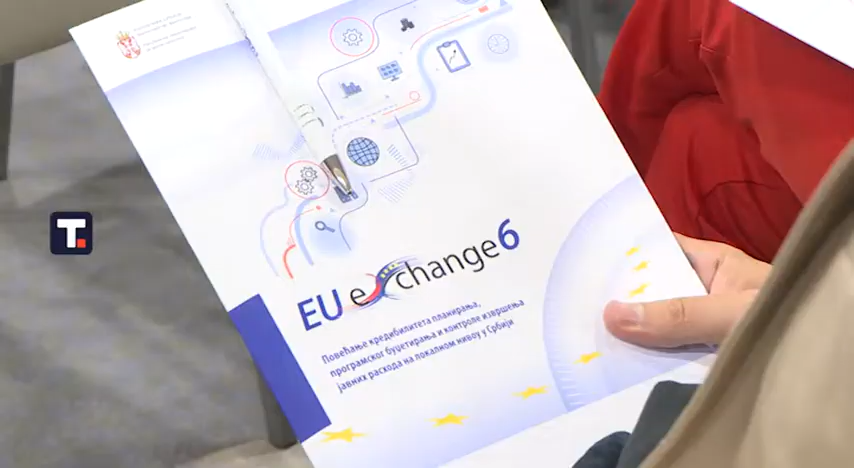 T.
EU exchange6
Повећање кредибилитета планирања,
програмског буџетирања и контроле извршења
јавних расхода на локалном нивоу у Србији